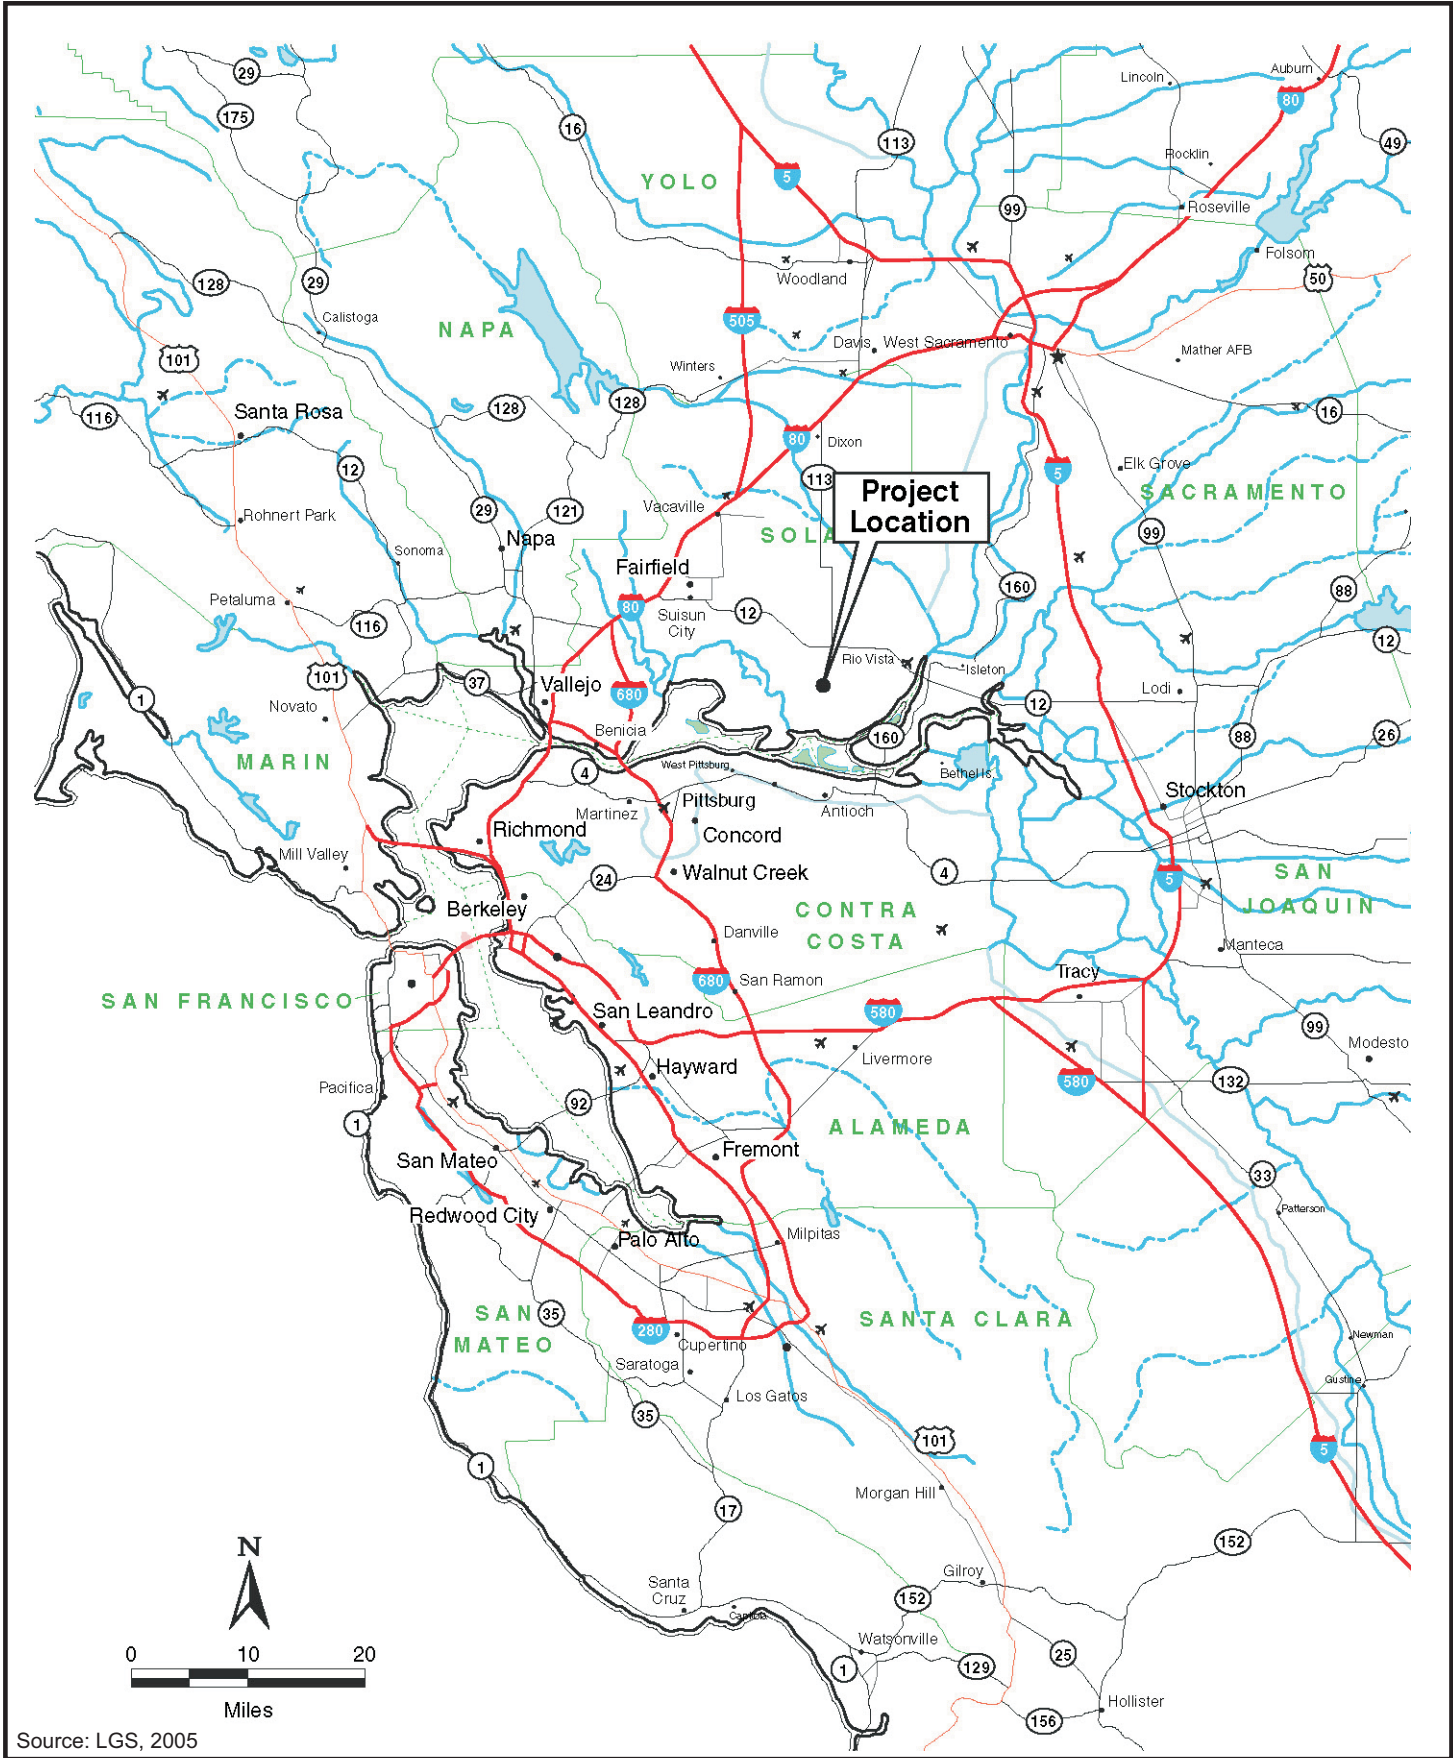 29
Lincoln
Auburn
80
175
16
113
49
Rocklin
YOLO
5
99
Roseville
Folsom
50
Woodland
128
29
Calistoga
NAPA
505
101
Davis
West Sacramento
Mather AFB
Winters
116
Santa Rosa
128
128
16
80
Dixon
12
5
Elk Grove
113
Project
Location
SACRAMENTO
29
121
Vacaville
Rohnert Park
SOLA
99
Napa
Sonoma
Fairfield
160
88
Petaluma
80
12
116
Suisun
City
12
Rio Vista
Isleton
101
37
Vallejo
680
Lodi
1
12
Novato
Benicia
160
88
26
MARIN
West Pittsburg
4
Bethel Is
Stockton
Martinez
Pittsburg
Antioch
Richmond
Concord
Mill Valley
24
Walnut Creek
4
5
SAN
JOAQUIN
Berkeley
CONTRA
COSTA
Danville
Manteca
680
San Ramon
Tracy
SAN FRANCISCO
San Leandro
580
99
Livermore
Modesto
Hayward
580
132
Pacifica
92
1
ALAMEDA
Fremont
San Mateo
33
Redwood City
Patterson
Palo Alto
Milpitas
SAN
MATEO
35
280
SANTA CLARA
Newman
Cupertino
Saratoga
Gustine
Los Gatos
35
101
5
1
Morgan Hill
17
N
152
Gilroy
Santa
Cruz
152
Capitola
Watsonville
0 10 20
Miles
1
129
25
Hollister
156
Source: LGS, 2005